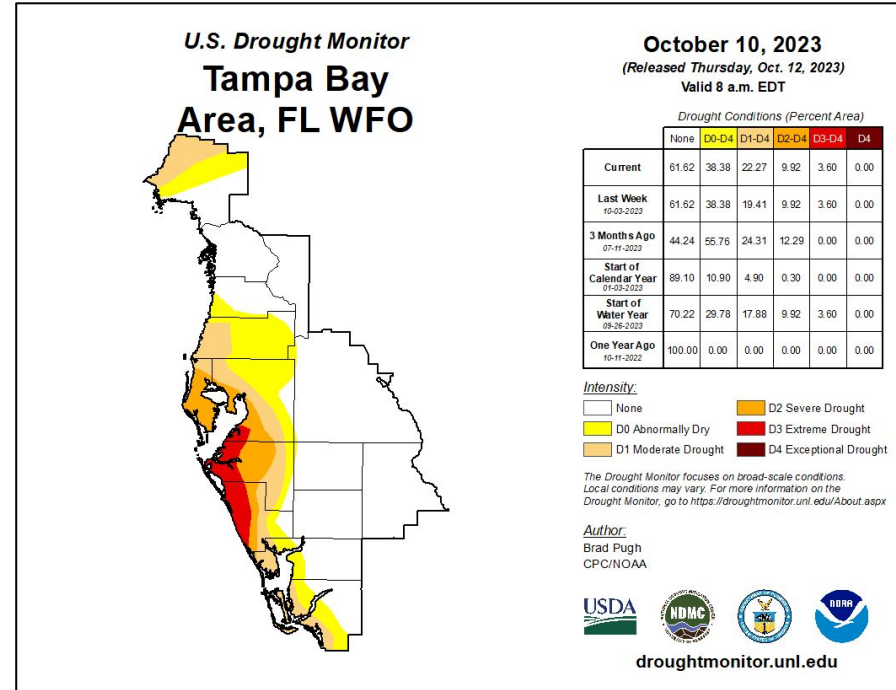 U.S. Drought Monitor
Tampa Bay
Area, FL WFO
October 10, 2023
(Released Thursday, Oct. 12, 2023)
Valid 8 a.m. EDT
Drought Conditions (Percent Area)
None D0-D4 D1-D4 D2-D4 D3-D4 D4
Current 61.62 38.38 22.27 9.92 3.60 0.00
Last Week
10-03-2023 61.62 38.38 19.41 9.92 3.60 0.00
3 Months Ago
07-11-2023 44.24 55.76 24.31 12.29 0.00 0.00
Start of
Calendar Year
01-03-2023 89.10 10.90 4.90 0.30 0.00 0.00
Start of
Water Year
09-26-2023 70.22 29.78 17.88 9.92 3.60 0.00
One Year Ago
10-11-2022 100.00 0.00 0.00 0.00 0.00 0.00
Intensity:
None
D0 Abnormally Dry
D1 Moderate Drought
D2 Severe Drought
D3 Extreme Drought
D4 Exceptional Drought
The Drought Monitor focuses on broad-scale conditions.
Local conditions may vary. For more information on the
Drought Monitor, go to https://droughtmonitor.unl.edu/About.aspx
Author:
Brad Pugh
CPC/NOAA
USDA
NDMC
NOAA
droughtmonitor.unl.edu